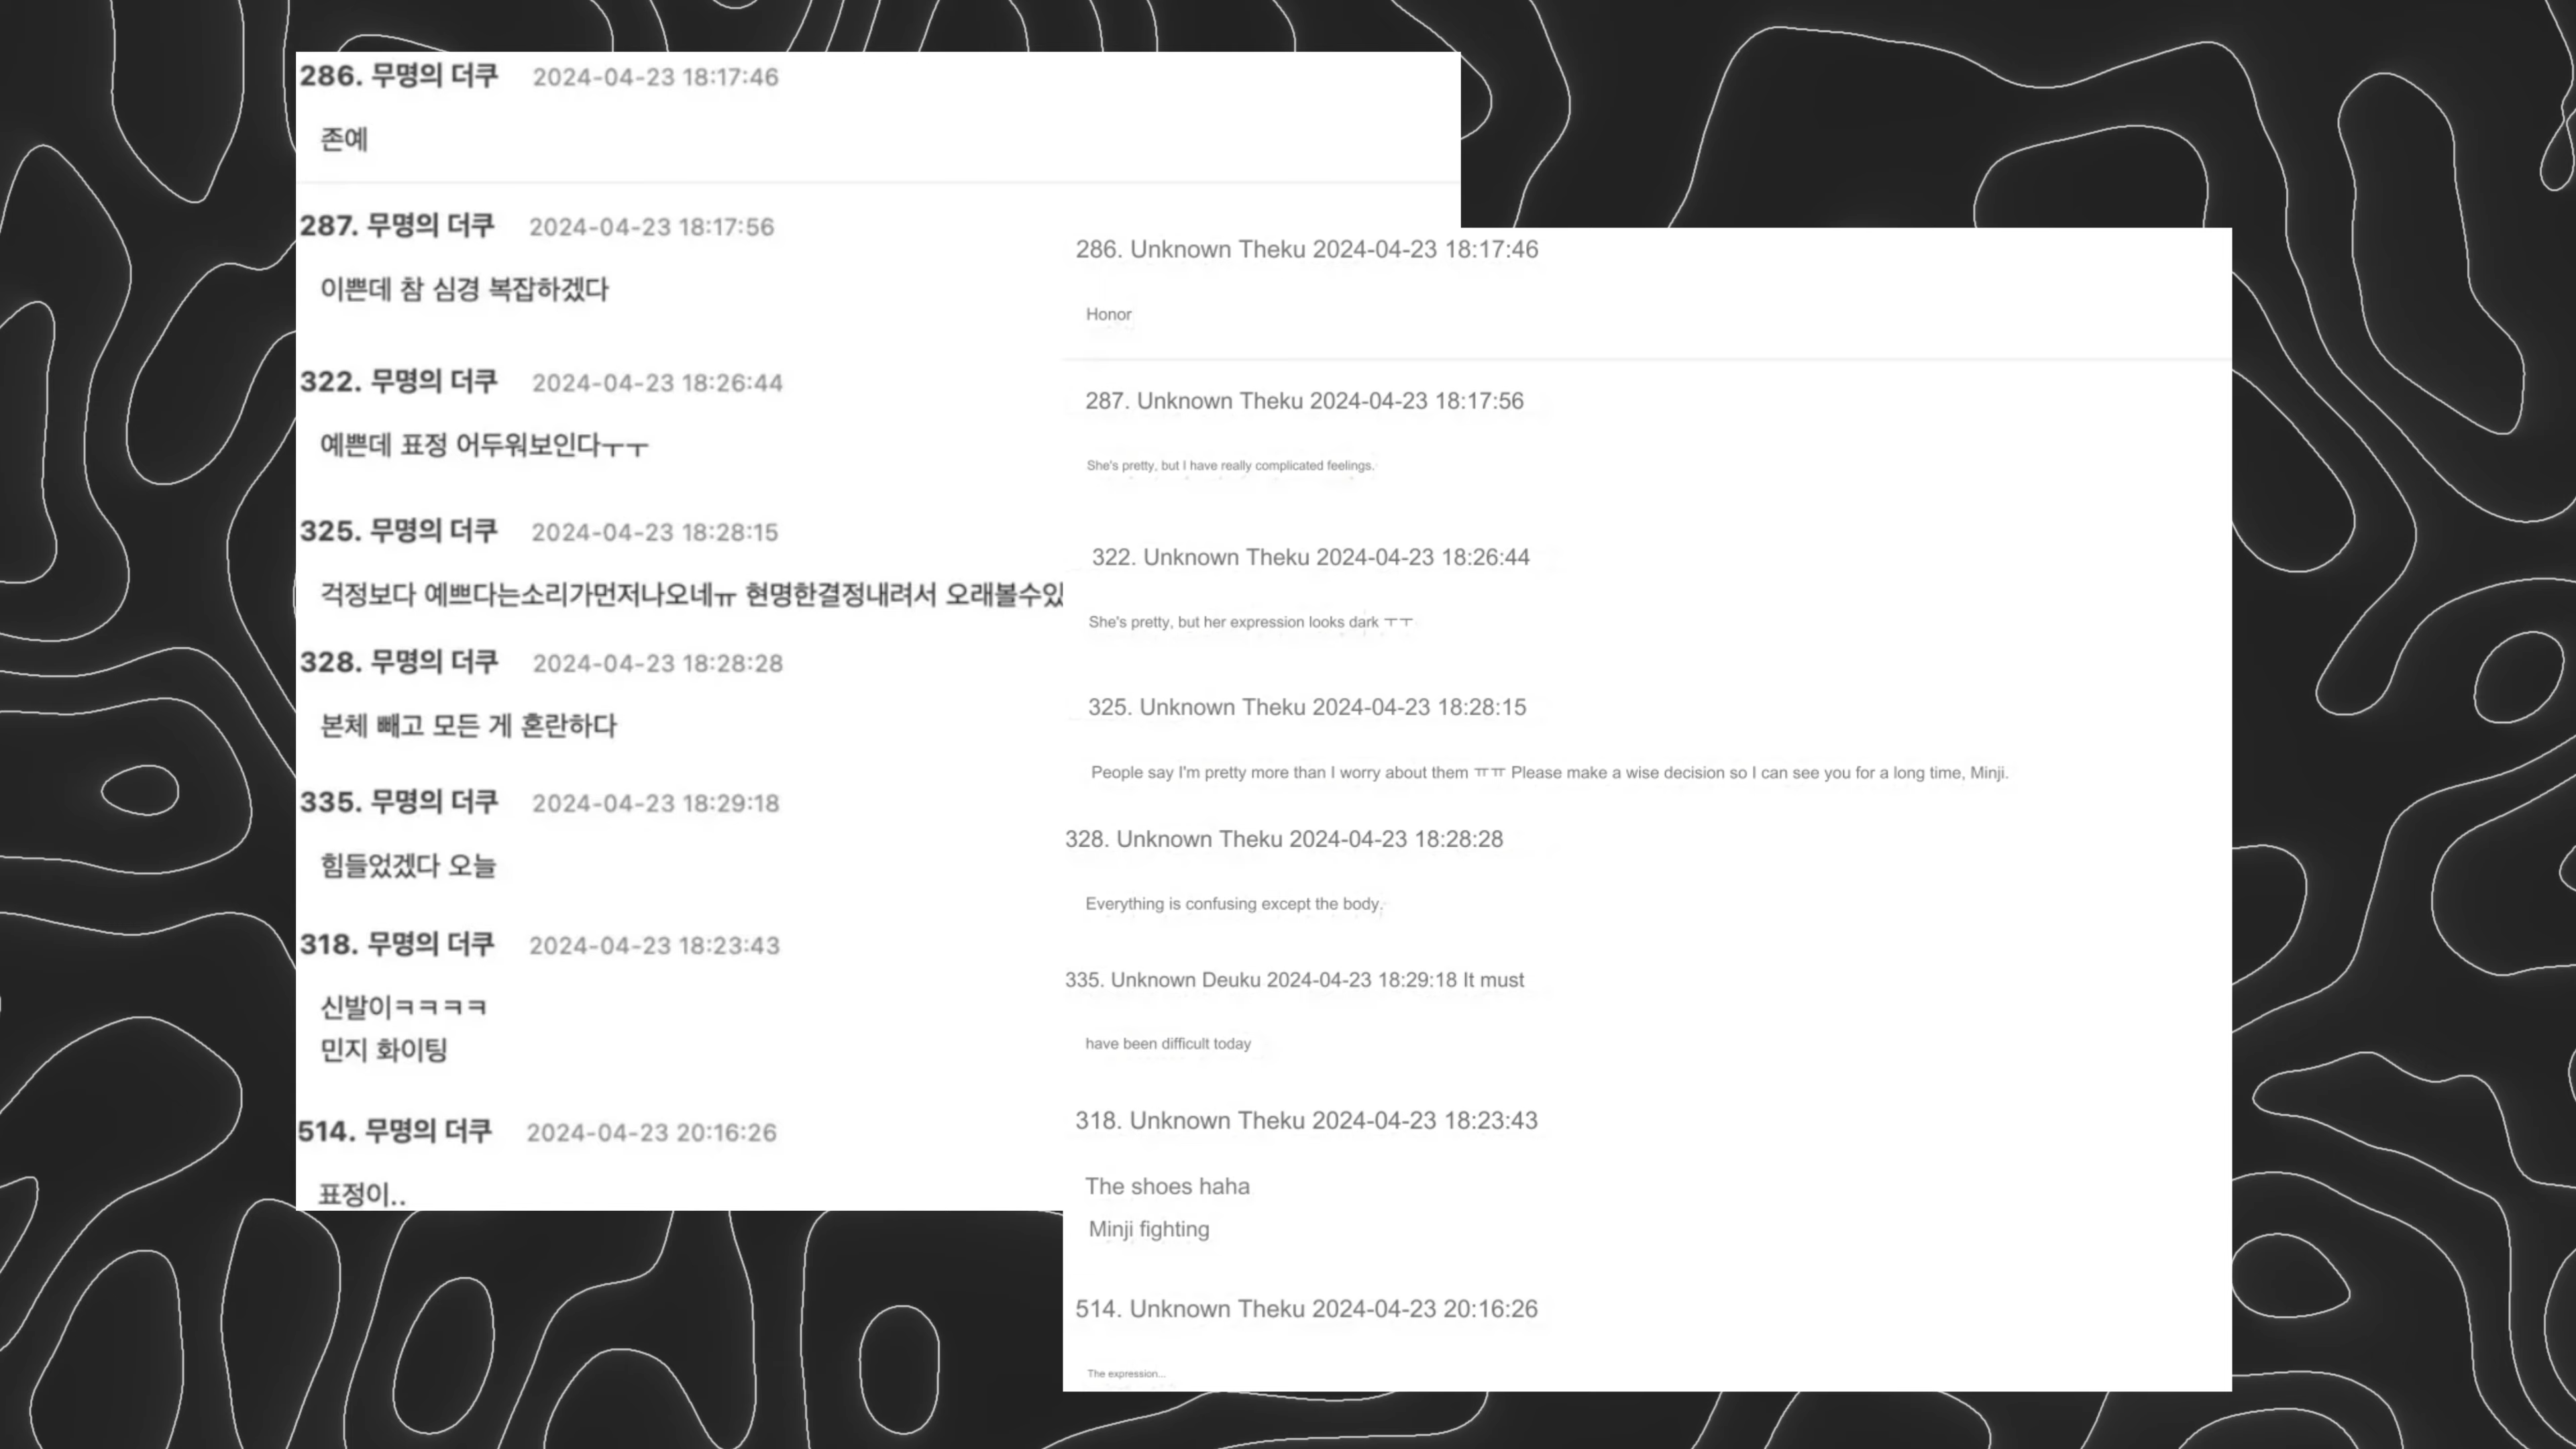 286. 무명의 더쿠 2024-04-23 18:17:46
존예
287. 무명의 더쿠 2024-04-23 18:17:56
이쁜데 참 심경 복잡하겠다
322. 무명의 더쿠 2024-04-23 18:26:44
예쁜데 표정 어두워보인다ㅜㅜ
325. 무명의 더쿠 2024-04-23 18:28:15
걱정보다 예쁘다는소리가먼저나오네ㅠ 현명한결정내려서 오래볼수있
328. 무명의 더쿠 2024-04-23 18:28:28
본체 빼고 모든 게 혼란하다
335. 무명의 더쿠 2024-04-23 18:29:18
힘들었겠다 오늘
318. 무명의 더쿠 2024-04-23 18:23:43
신발이ㅋㅋㅋㅋ
민지 화이팅
514. 무명의 더쿠 2024-04-23 20:16:26
표정이..
286. Unknown Theku 2024-04-23 18:17:46
Honor
287. Unknown Theku 2024-04-23 18:17:56
She's pretty, but I have really complicated feelings.
322. Unknown Theku 2024-04-23 18:26:44
She's pretty, but her expression looks dark ㅜㅜ
325. Unknown Theku 2024-04-23 18:28:15
People say I'm pretty more than I worry about them ㅠㅠ Please make a wise decision so I can see you for a long time, Minji.
328. Unknown Theku 2024-04-23 18:28:28
Everything is confusing except the body.
335. Unknown Deuku 2024-04-23 18:29:18 It must
have been difficult today
318. Unknown Theku 2024-04-23 18:23:43
The shoes haha
Minji fighting
514. Unknown Theku 2024-04-23 20:16:26
The expression...